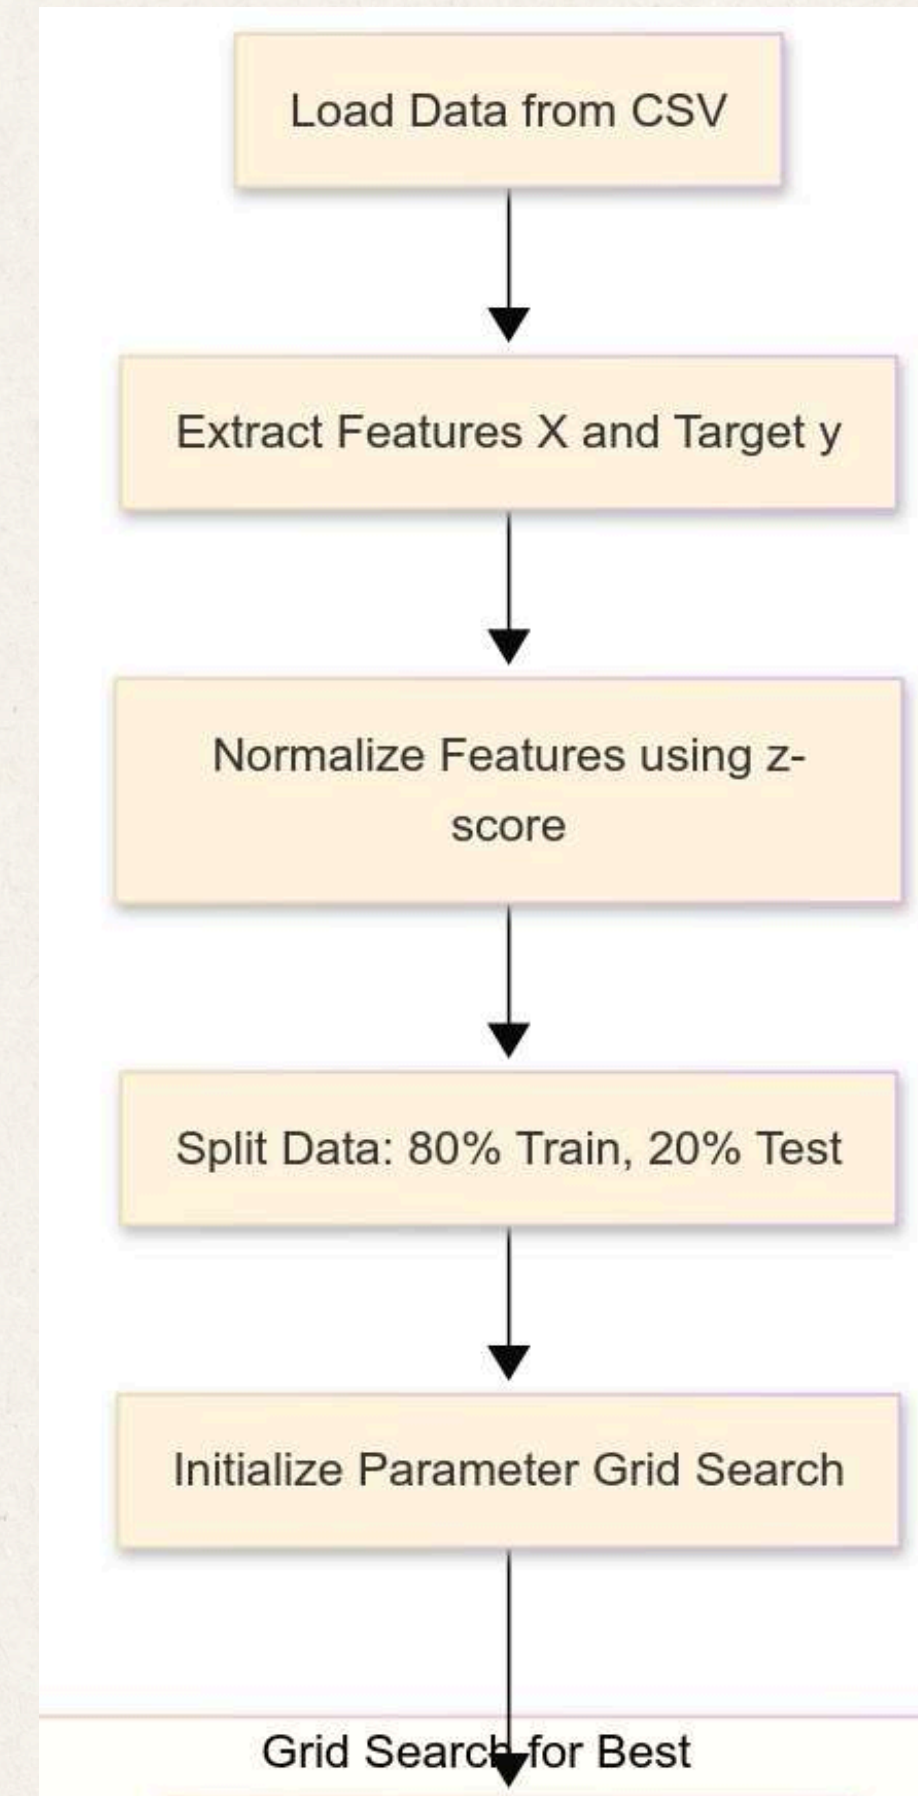 Load Data from CSV
Extract Features X and Target y
Normalize Features using z-
score
Split Data: 80% Train, 20% Test
Initialize Parameter Grid Search
Grid Search for Best